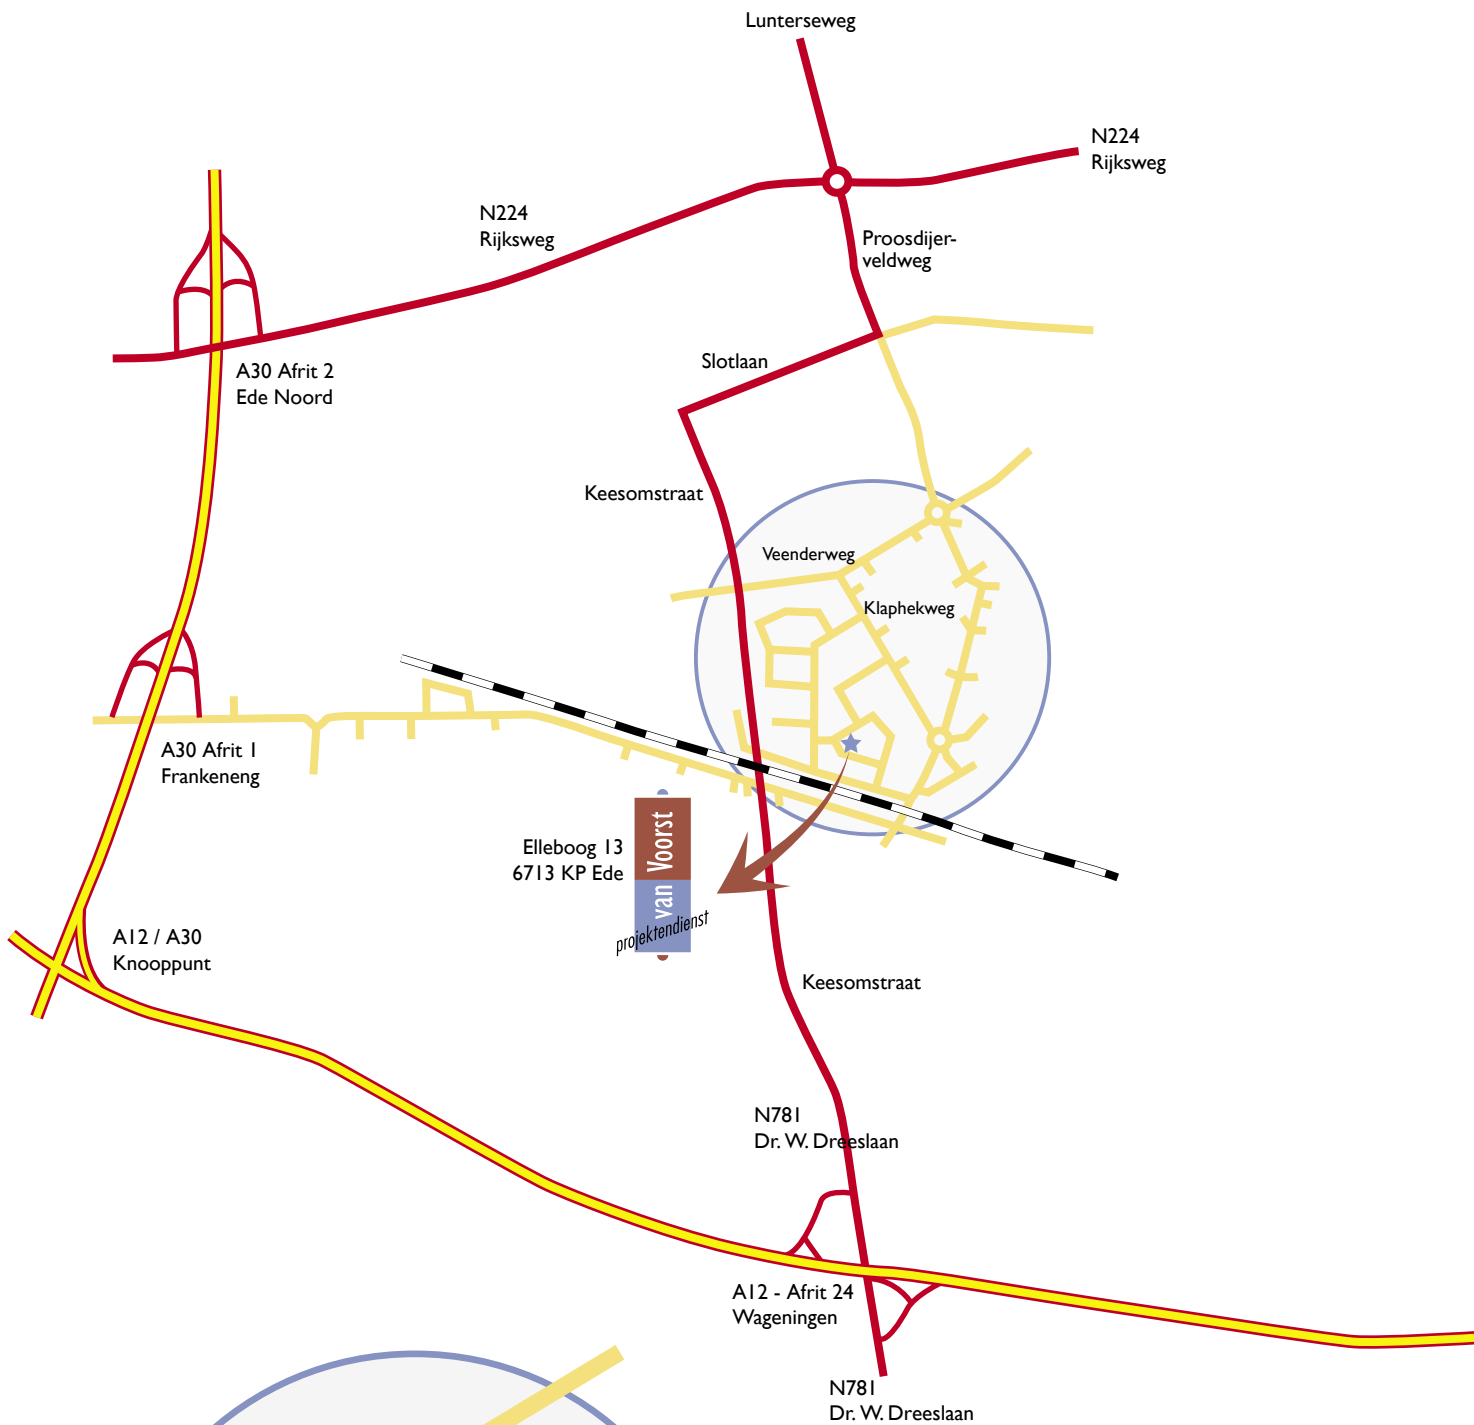 Lunterseweg
N224
Rijksweg
N224
Rijksweg
Proosdijer-
veldweg
Slotlaan
A30 Afrit 2
Ede Noord
Keesomstraat
Veenderweg
Klaphekweg
A30 Afrit 1
Frankeneng
Elleboog 13
6713 KP Ede
van Voorst
projektendienst
A12 / A30
Knooppunt
Keesomstraat
N781
Dr. W. Dreeslaan
A12 - Afrit 24
Wageningen
N781
Dr. W. Dreeslaan